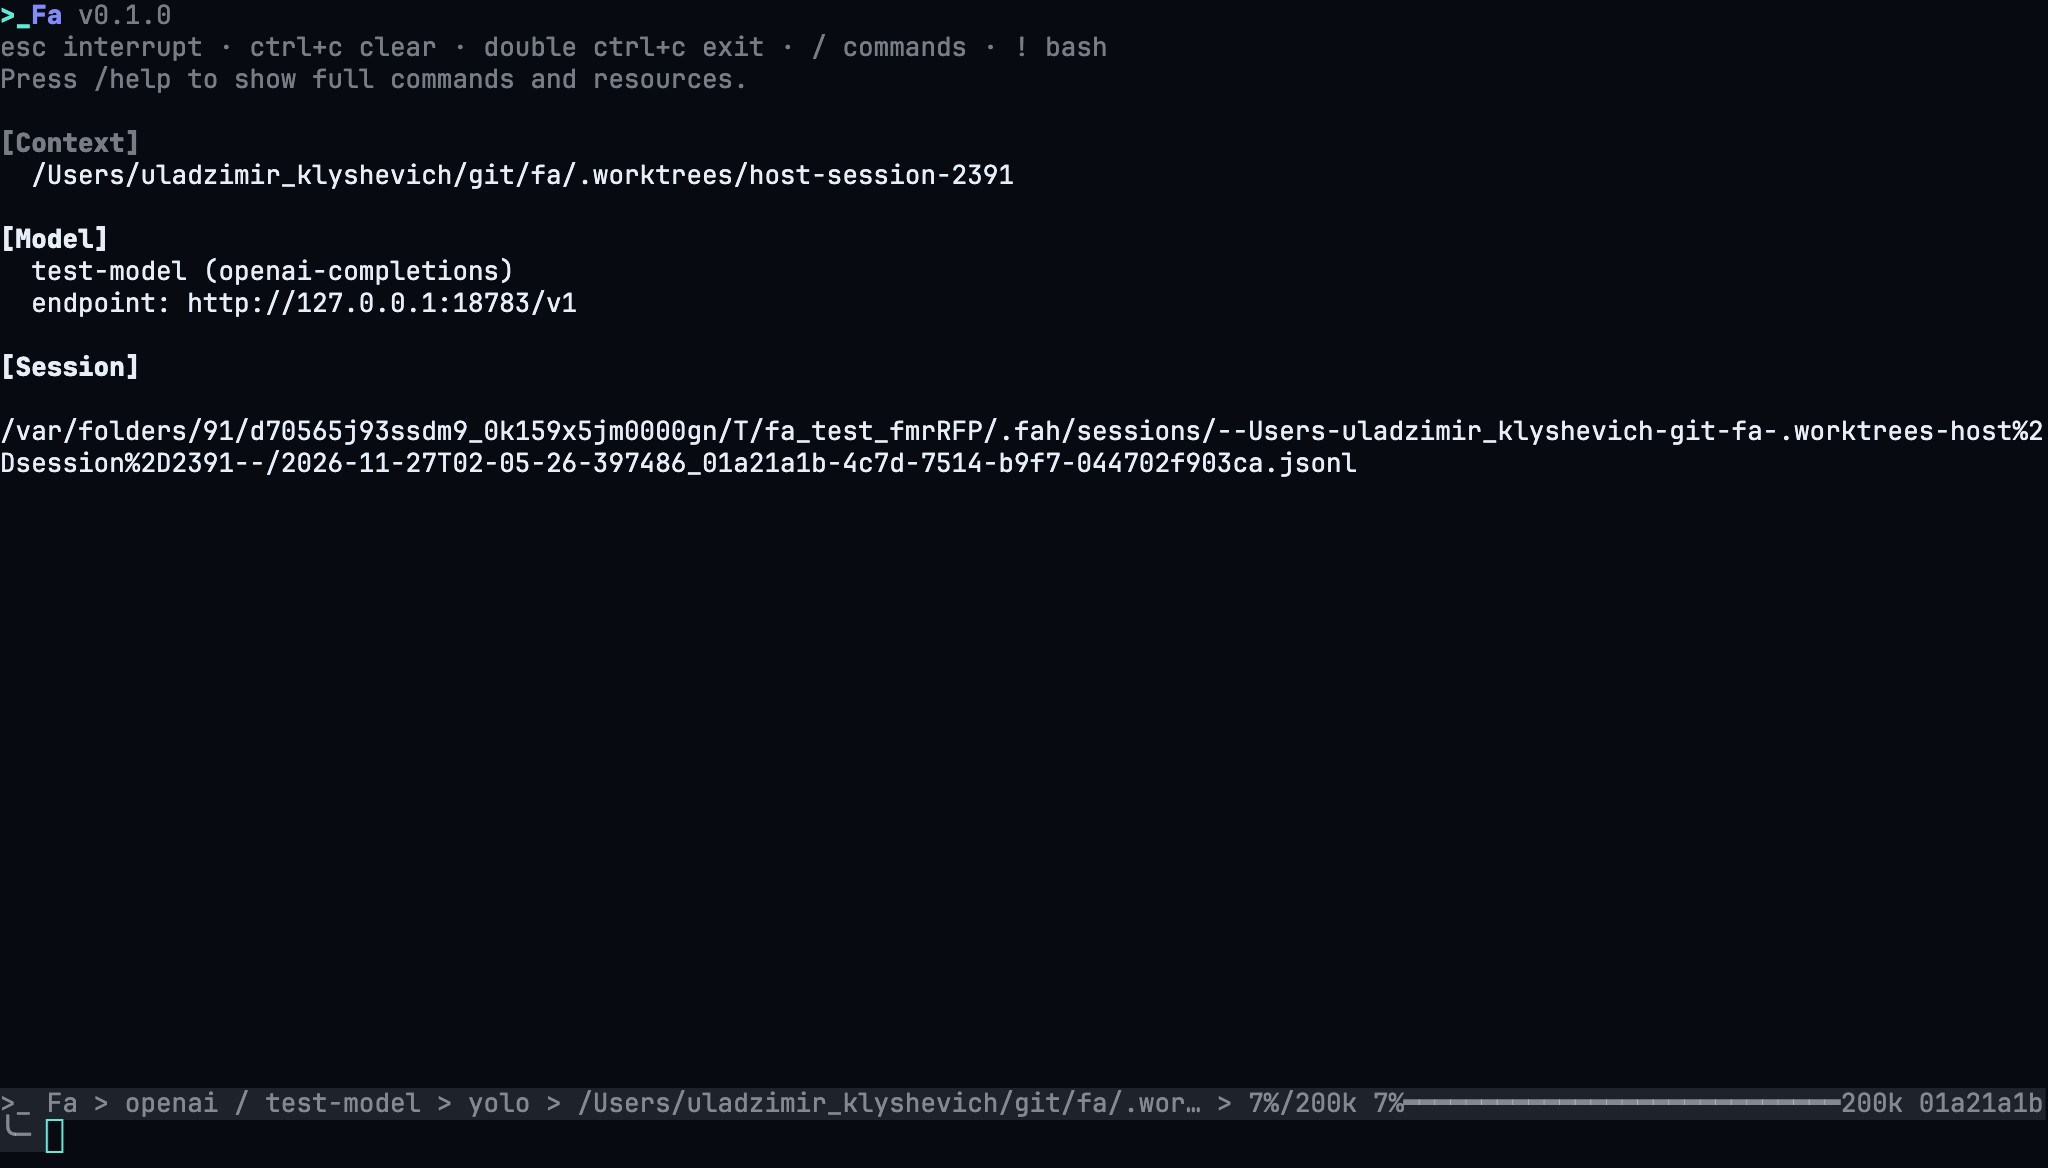 >_Fa v0.1.0
esc interrupt · ctrl+c clear · double ctrl+c exit · / commands · ! bash
Press /help to show full commands and resources.
[Context]
/Users/uladzimir_klyshevich/git/fa/.worktrees/host-session-2391
[Model]
test-model (openai-completions)
endpoint: http://127.0.0.1:18783/v1
[Session]
/var/folders/91/d70565j93ssdm9_0k159x5jm0000gn/T/fa_test_fmrRFP/.fah/sessions/--Users-uladzimir_klyshevich-git-fa-.worktrees-host%2
Dsession%2D2391--/2026-11-27T02-05-26-397486_01a21a1b-4c7d-7514-b9f7-044702f903ca.jsonl
>_ Fa > openai / test-model > yolo > /Users/uladzimir_klyshevich/git/fa/.wor… > 7%/200k 7%━━━━━━━━━━━━━━━━━━━━━━━━━━━━200k 01a21a1b